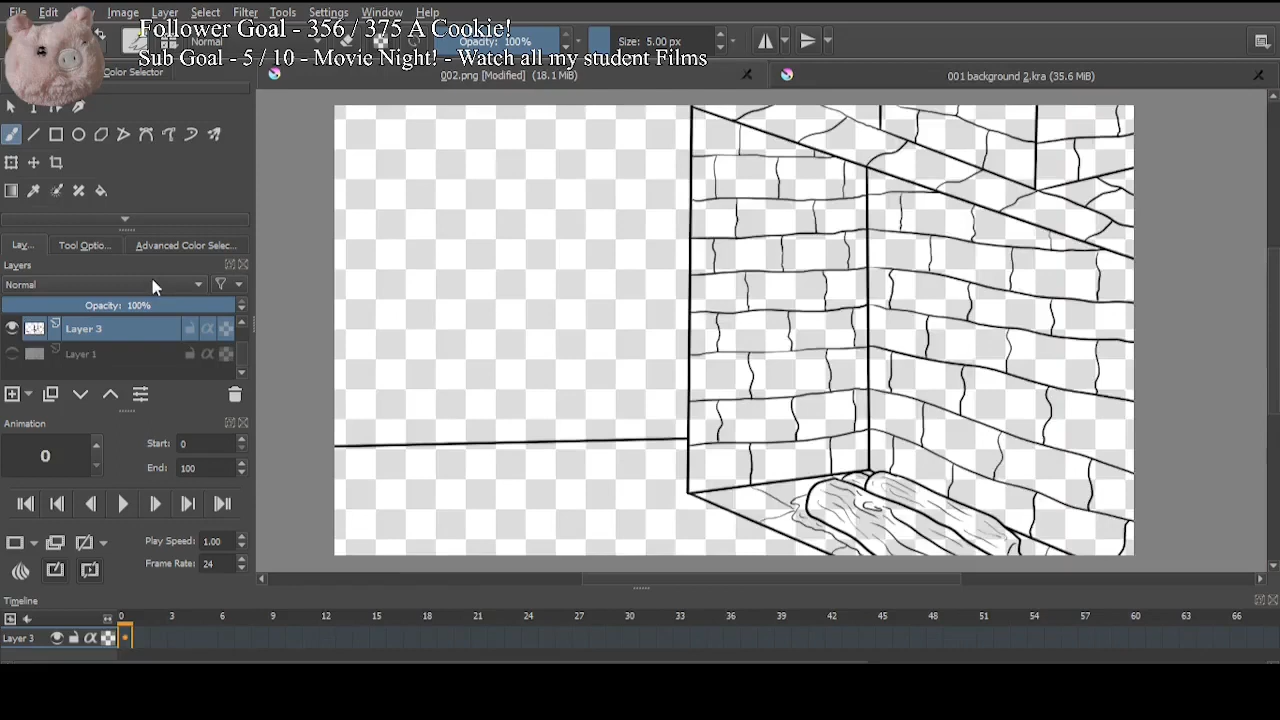 File Edit View Image Layer Select Filter Tools Settings Window Help
Follower Goal - 356 / 375 A Cookie!
Normal Opacity: 100% Size: 5.00 px
Sub Goal - 5 / 10 - Movie Night! - Watch all my student Films
Color Selector
002.png [Modified] (18.1 MiB) 001 background 2.kra (35.6 MiB)
Lay... Tool Optio... Advanced Color Selec...
Layers
Normal
Opacity: 100%
Layer 3
Layer 1
Animation
0 Start: 0
End: 100
Play Speed: 1.00
Frame Rate: 24
Timeline
0 3 6 9 12 15 18 21 24 27 30 33 36 39 42 45 48 51 54 57 60 63 66
Layer 3